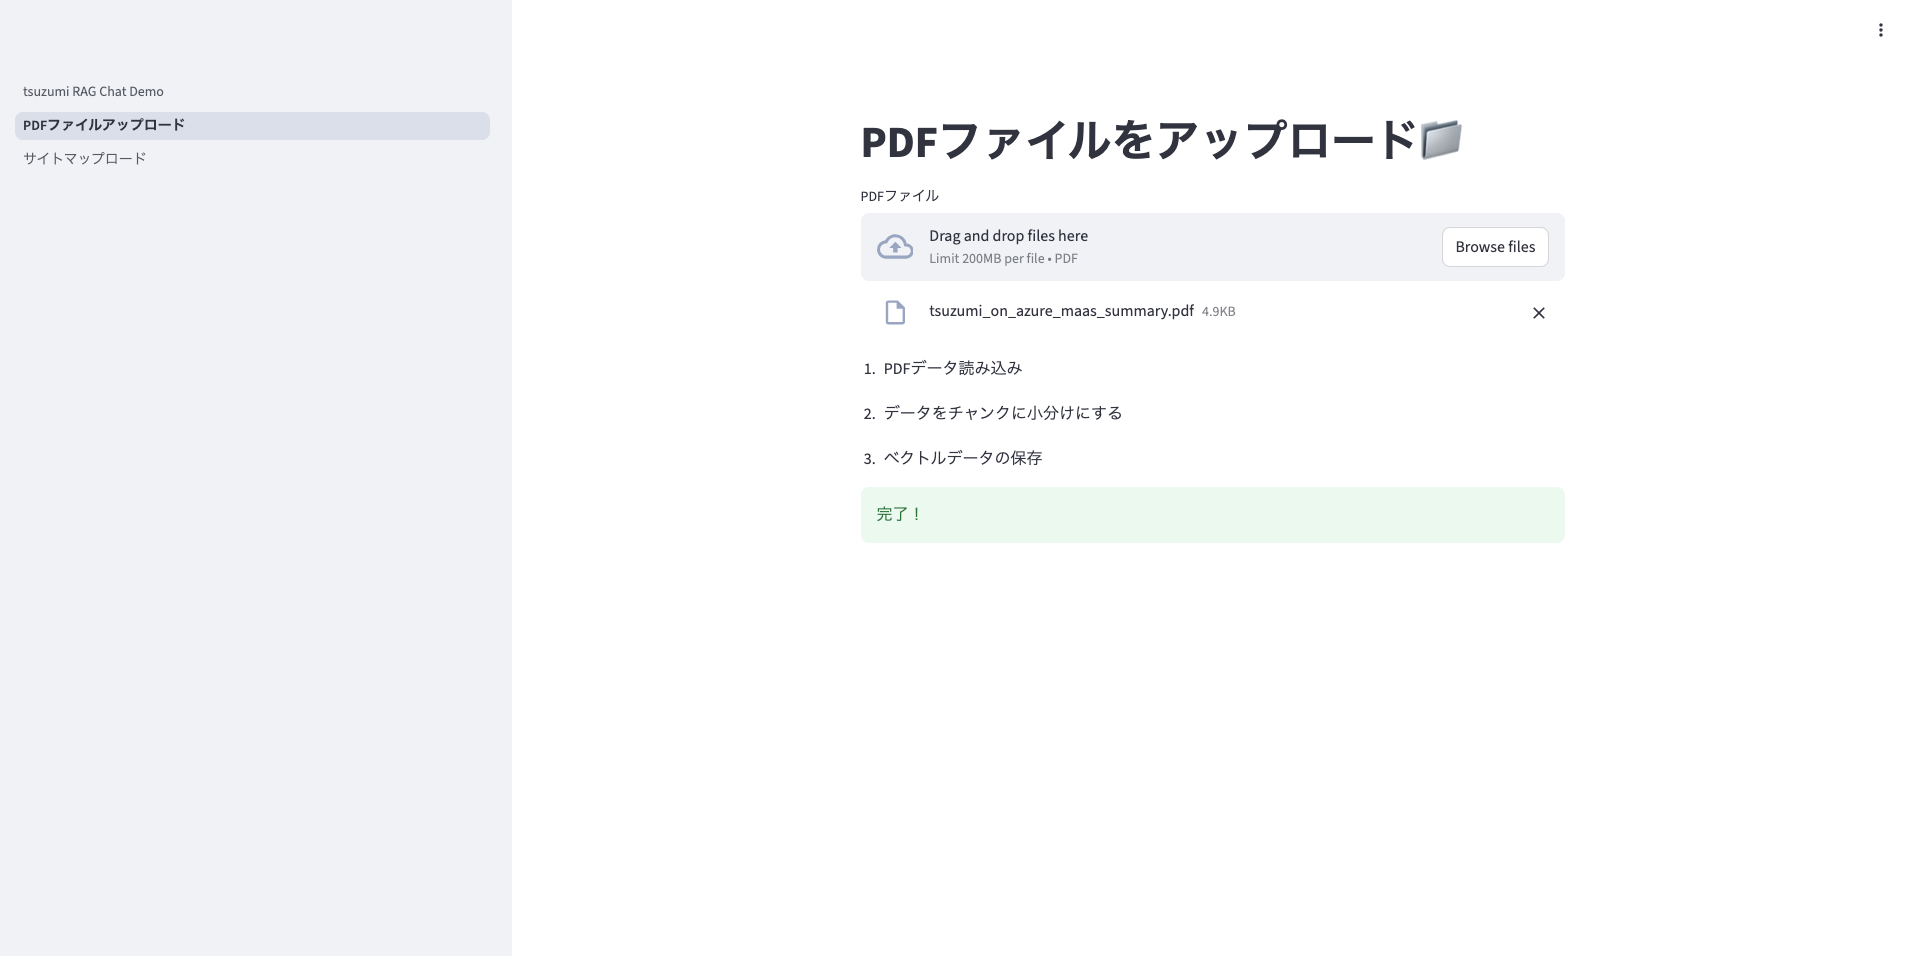 tsuzumi RAG Chat Demo
PDFファイルアップロード
サイトマップロード
PDFファイルをアップロード📁
PDFファイル
Drag and drop files here
Limit 200MB per file • PDF
Browse files
tsuzumi_on_azure_maas_summary.pdf 4.9KB
1. PDFデータ読み込み
2. データをチャンクに小分けにする
3. ベクトルデータの保存
完了！